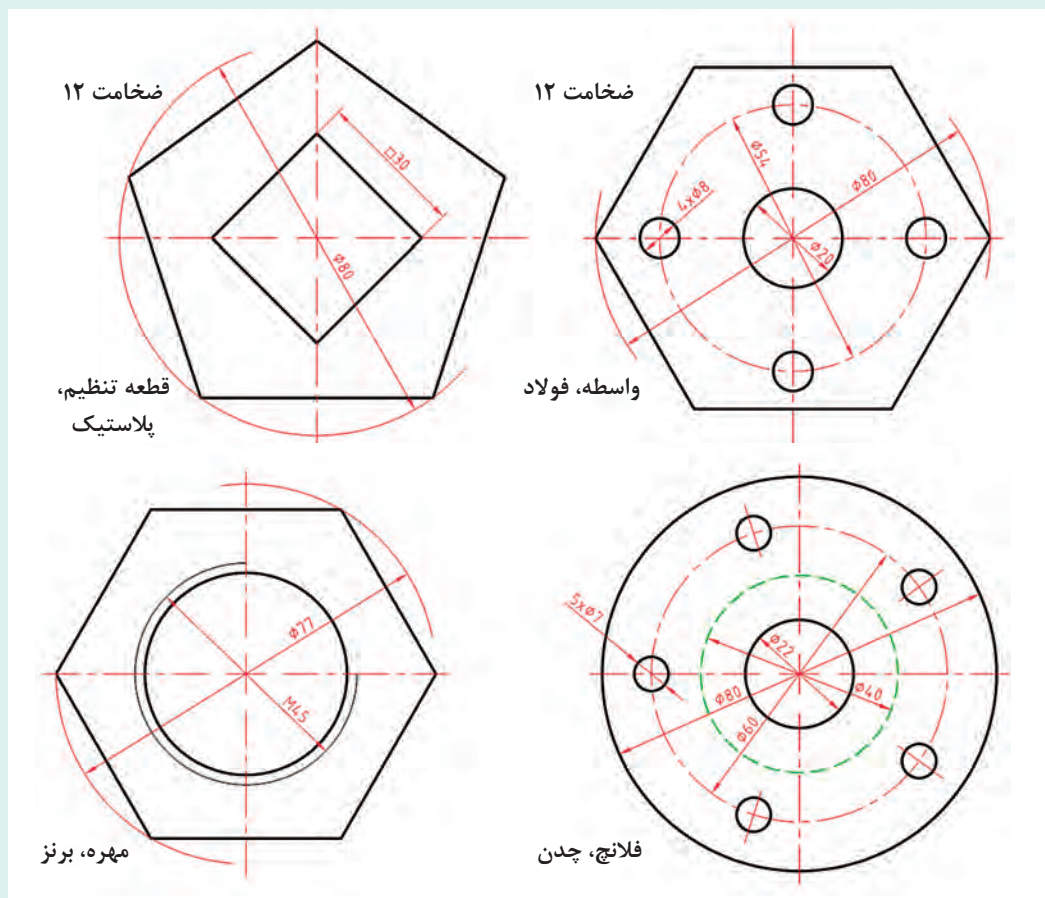 ضخامت ۱۲
□30
Ø80
قطعه تنظیم،
پلاستیک
ضخامت ۱۲
Ø54
4xØ8
Ø80
Ø20
واسطه، فولاد
Ø77
M45
مهره، برنز
5xØ7
Ø22
Ø80
Ø40
Ø60
فلانچ، چدن